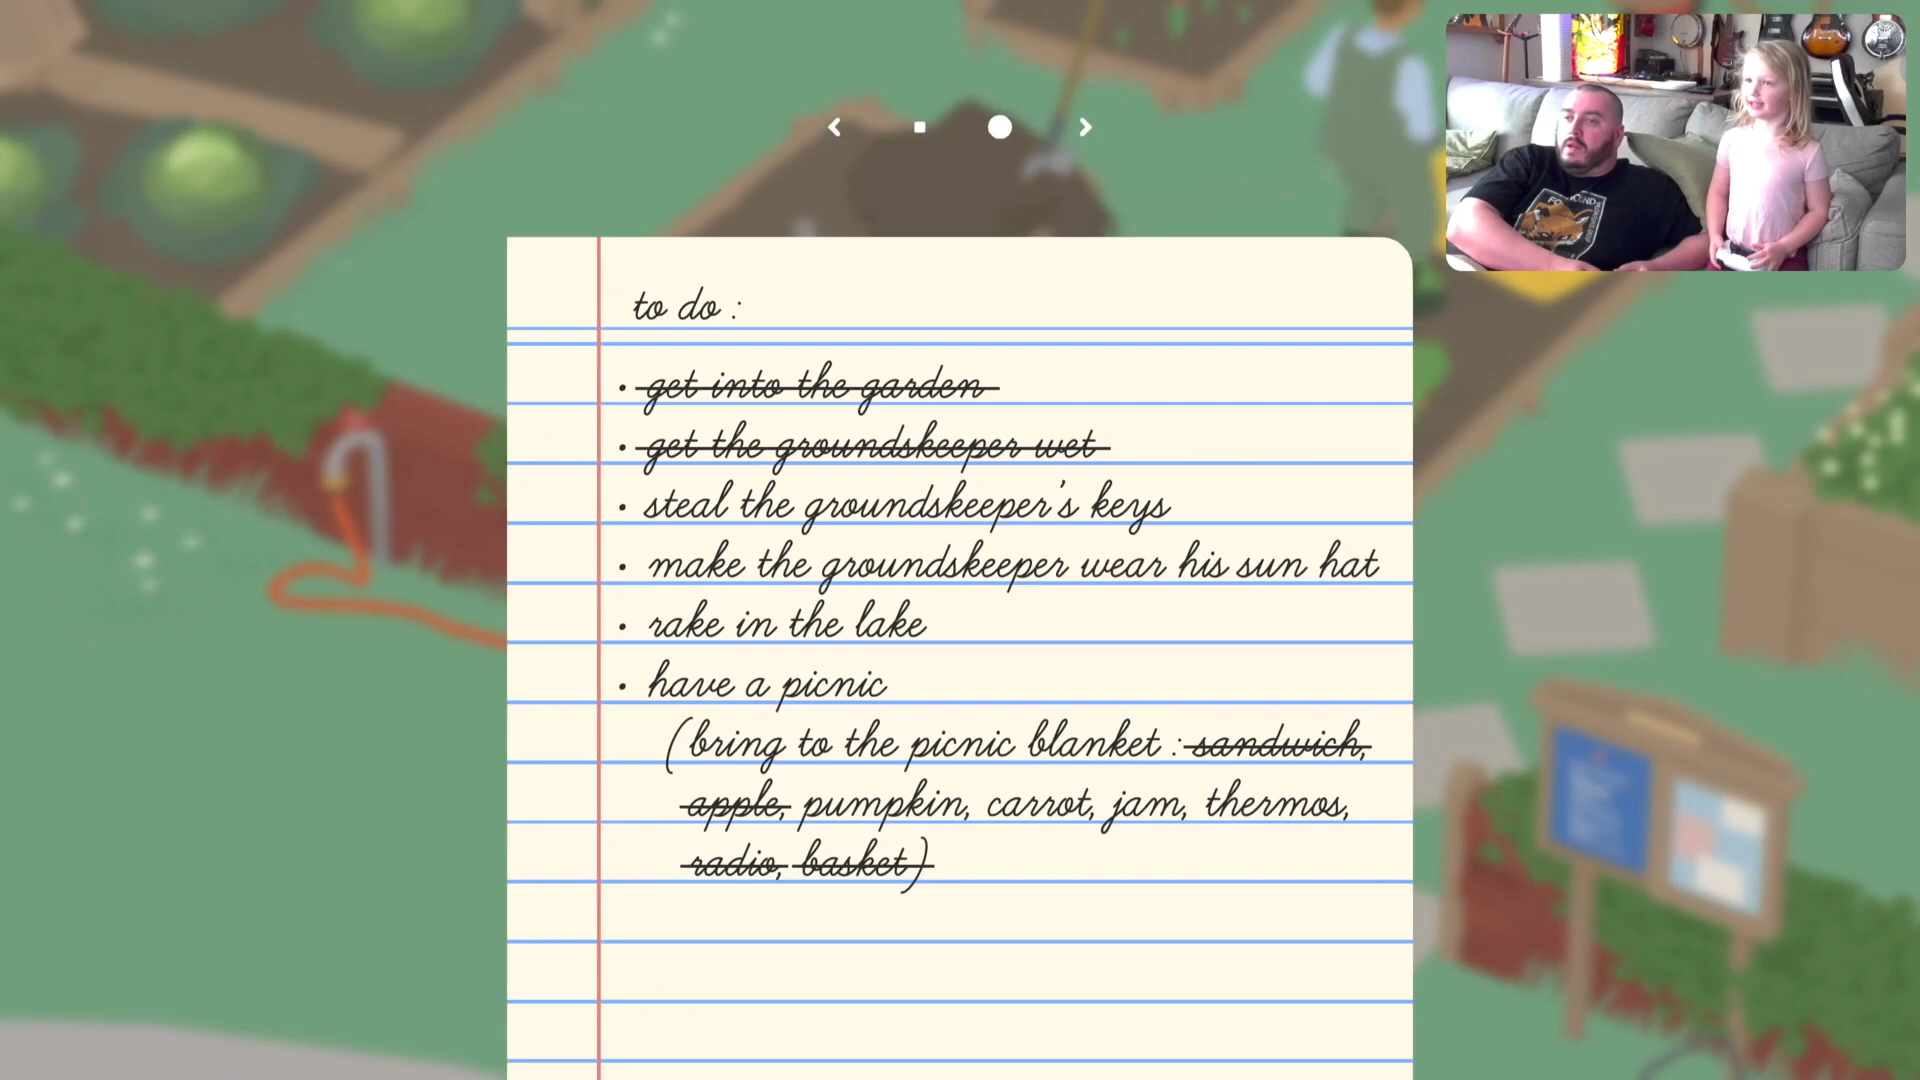 to do :
• get into the garden
• get the groundskeeper wet
• steal the groundskeeper's keys
• make the groundskeeper wear his sun hat
• rake in the lake
• have a picnic
(bring to the picnic blanket : sandwich,
apple, pumpkin, carrot, jam, thermos,
radio, basket)